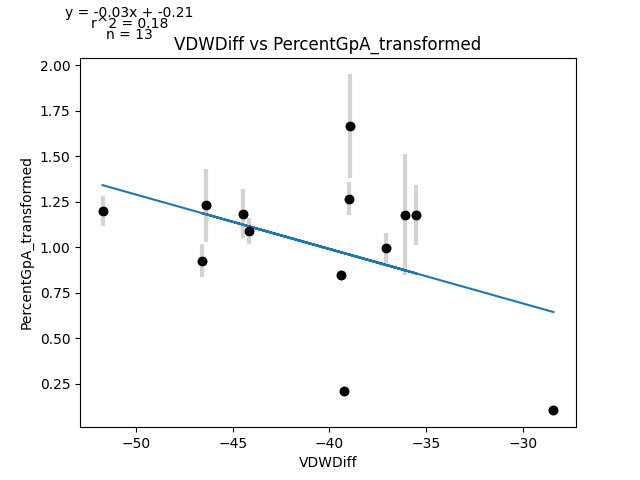 y = -0.03x + -0.21
r^2 = 0.18
n = 13
VDWDiff vs PercentGpA_transformed
2.00
1.75
1.50
1.25
1.00
0.75
0.50
0.25
PercentGpA_transformed
−50 −45 −40 −35 −30
VDWDiff